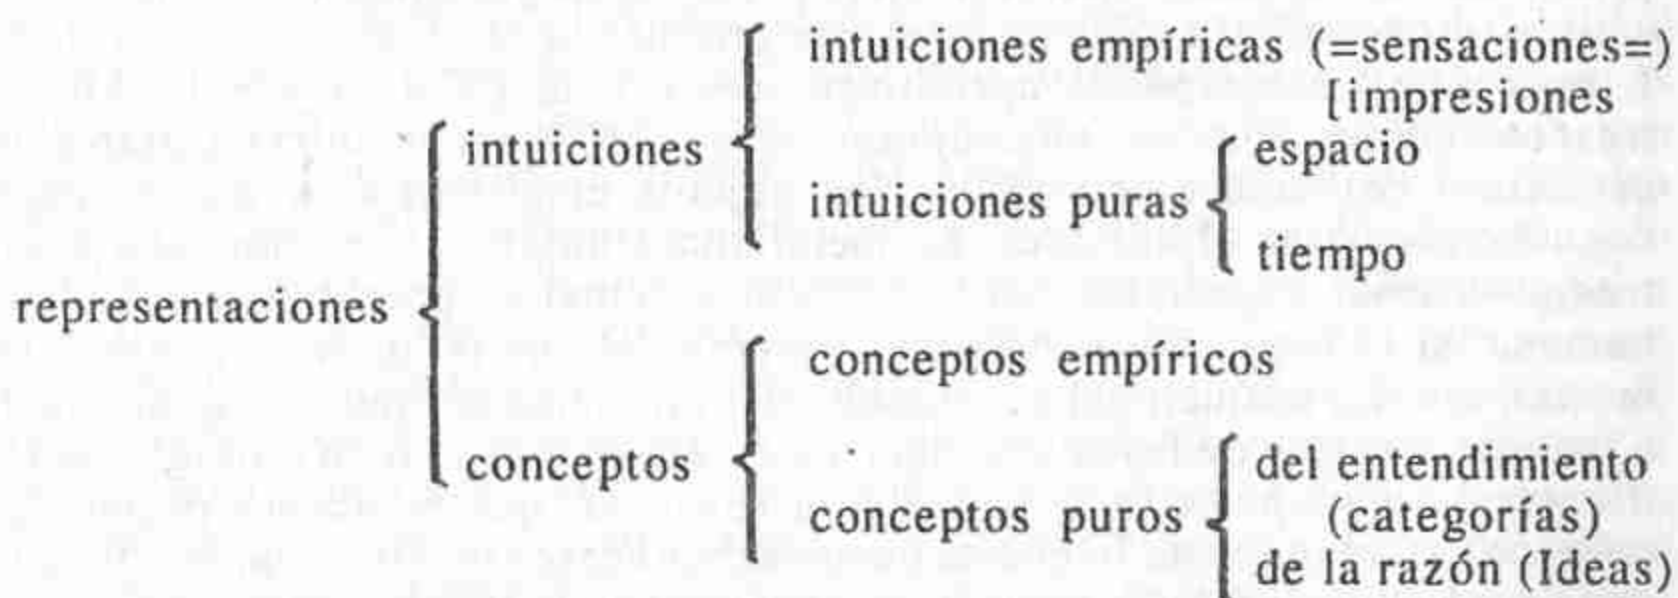 intuiciones empíricas (=sensaciones=)
[impresiones
intuiciones
espacio
intuiciones puras
tiempo
representaciones
conceptos empíricos
conceptos
del entendimiento
conceptos puros
(categorías)
de la razón (Ideas)